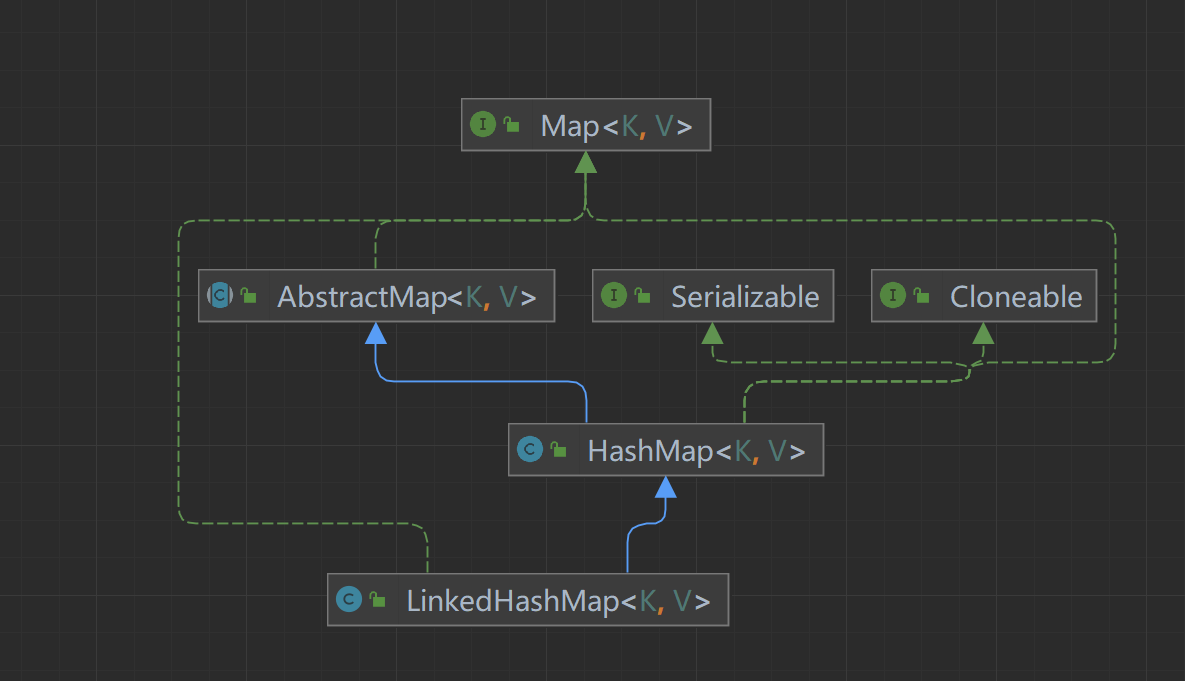 I Map<K, V>
C AbstractMap<K, V>
I Serializable
I Cloneable
C HashMap<K, V>
C LinkedHashMap<K, V>